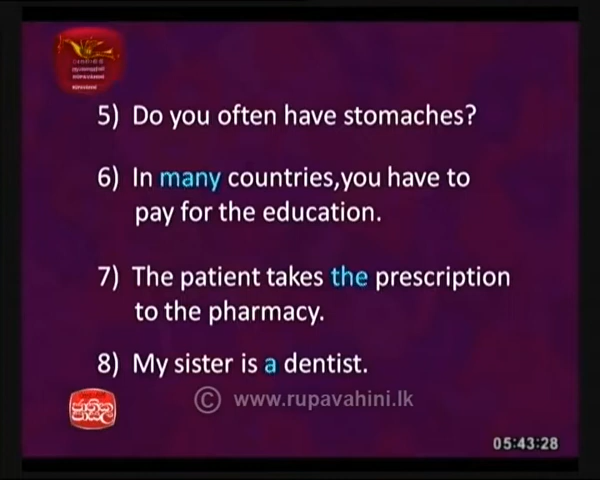 5) Do you often have stomaches?
6) In many countries,you have to
pay for the education.
7) The patient takes the prescription
to the pharmacy.
8) My sister is a dentist.
© www.rupavahini.lk
05:43:28